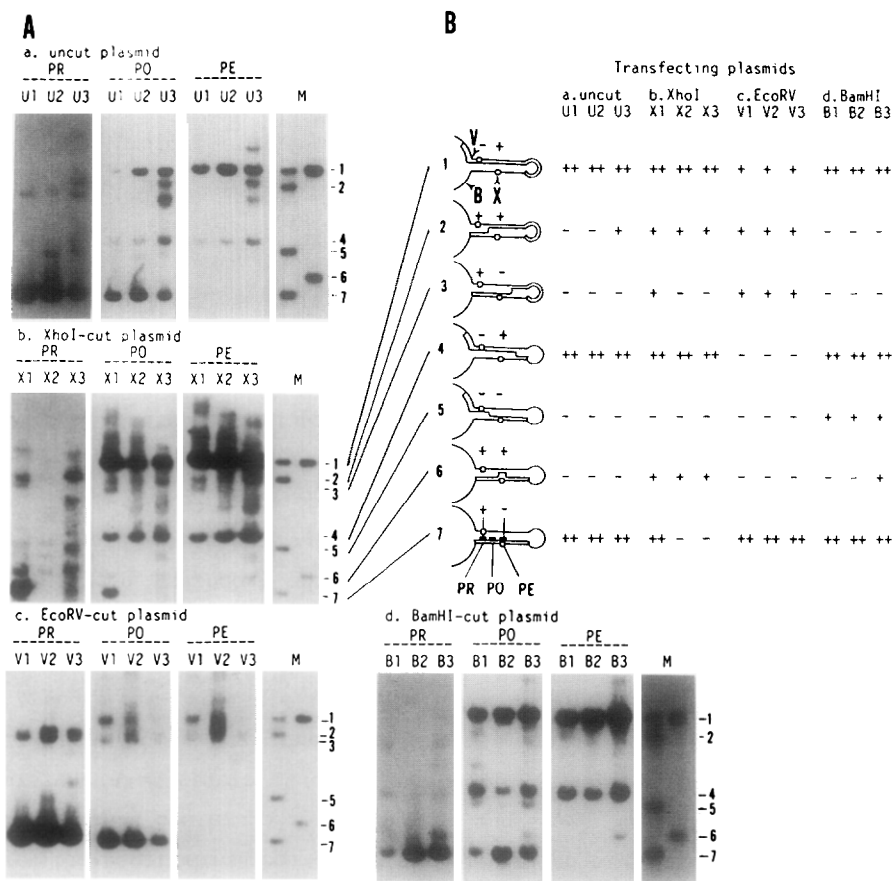 A
a. uncut plasmid
PR PO PE
U1 U2 U3 U1 U2 U3 U1 U2 U3 M
-1
-2
-4
-5
-6
-7
b. XhoI-cut plasmid
PR PO PE
X1 X2 X3 X1 X2 X3 X1 X2 X3 M
-1
-2
-3
-4
-5
-6
-7
c. EcoRV-cut plasmid
PR PO PE
V1 V2 V3 V1 V2 V3 V1 V2 V3 M
-1
-2
-3
-5
-6
-7
B
Transfecting plasmids
a.uncut b.XhoI c.EcoRV d.BamHI
U1 U2 U3 X1 X2 X3 V1 V2 V3 B1 B2 B3
V - +
1 ++ ++ ++ ++ ++ ++ + + + ++ ++ ++
B X
+ +
2 - - + + + + + + + - - -
+ -
3 - - - + - - + + + - - -
- +
4 ++ ++ ++ ++ ++ ++ - - - ++ ++ ++
- -
5 - - - - - - - - - + + +
+ +
6 - - - + + + - - - - - +
+ -
7 ++ ++ ++ ++ - - ++ ++ ++ ++ ++ ++
PR PO PE
d. BamHI-cut plasmid
PR PO PE
B1 B2 B3 B1 B2 B3 B1 B2 B3 M
-1
-2
-4
-5
-6
-7